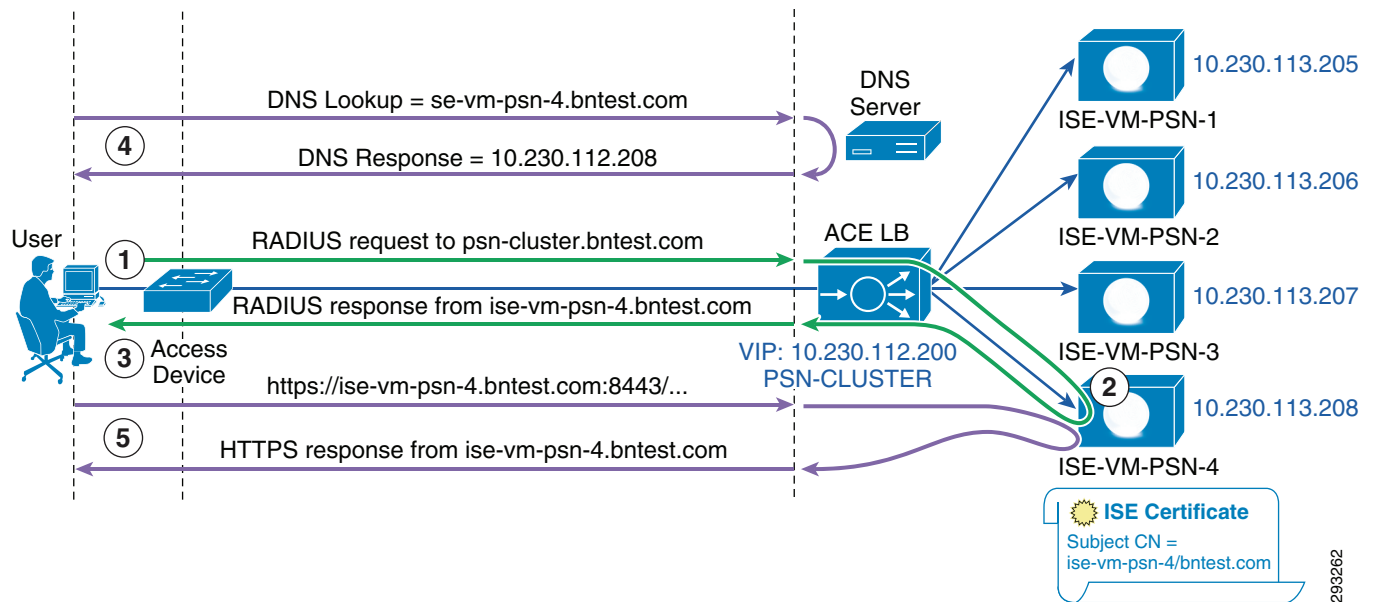 DNS Lookup = se-vm-psn-4.bntest.com
4
DNS Response = 10.230.112.208
DNS
Server
10.230.113.205
ISE-VM-PSN-1
10.230.113.206
ISE-VM-PSN-2
User
1
RADIUS request to psn-cluster.bntest.com
ACE LB
RADIUS response from ise-vm-psn-4.bntest.com
10.230.113.207
ISE-VM-PSN-3
3
Access
Device
VIP: 10.230.112.200
PSN-CLUSTER
2
https://ise-vm-psn-4.bntest.com:8443/...
10.230.113.208
5
HTTPS response from ise-vm-psn-4.bntest.com
ISE-VM-PSN-4
ISE Certificate
Subject CN =
ise-vm-psn-4/bntest.com
293262